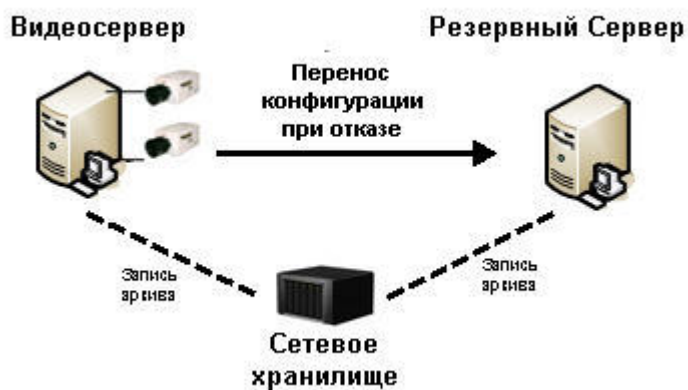 Видеосервер
Резервный Сервер
Перенос
конфигурации
при отказе
Запись
архива
Запись
архива
Сетевое
хранилище